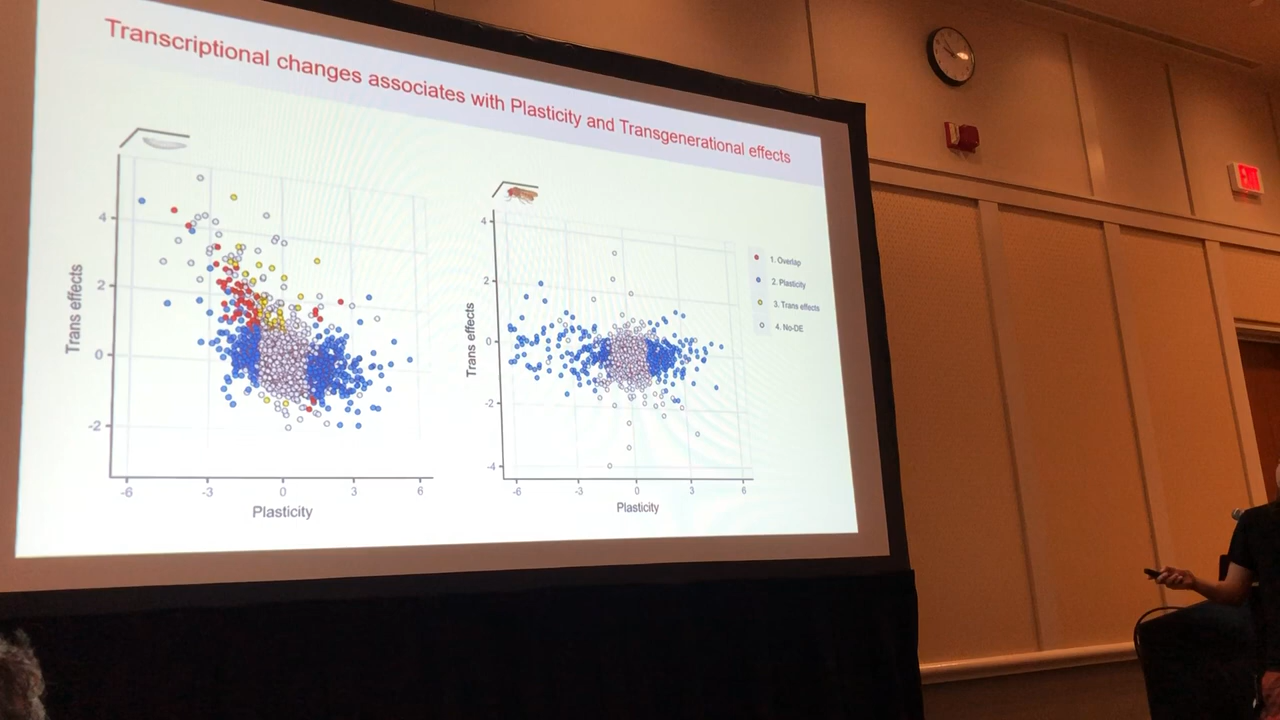 Transcriptional changes associates with Plasticity and Transgenerational effects
Trans effects
4
2
0
-2
-6 -3 0 3 6
Plasticity
Trans effects
4
2
0
-2
-4
-6 -3 0 3 6
Plasticity
1. Overlap
2. Plasticity
3. Trans effects
4. No-DE